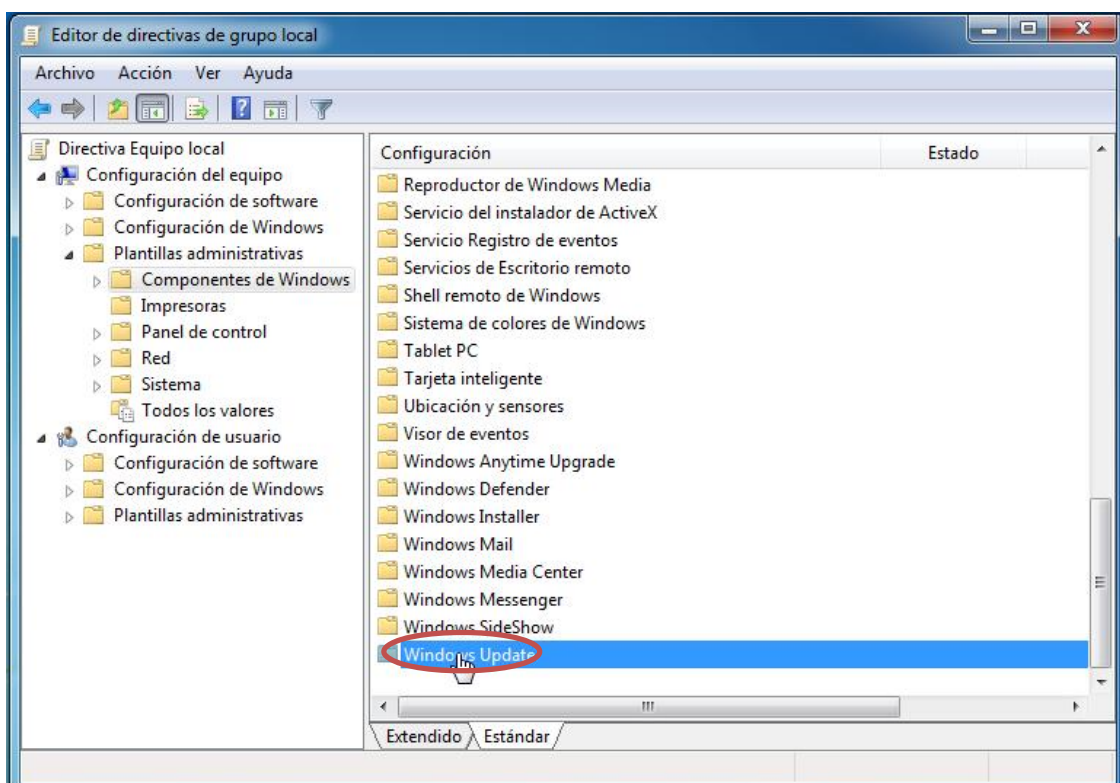 Editor de directivas de grupo local
Archivo Acción Ver Ayuda
Directiva Equipo local
Configuración del equipo
Configuración de software
Configuración de Windows
Plantillas administrativas
Componentes de Windows
Impresoras
Panel de control
Red
Sistema
Todos los valores
Configuración de usuario
Configuración de software
Configuración de Windows
Plantillas administrativas
Configuración Estado
Reproductor de Windows Media
Servicio del instalador de ActiveX
Servicio Registro de eventos
Servicios de Escritorio remoto
Shell remoto de Windows
Sistema de colores de Windows
Tablet PC
Tarjeta inteligente
Ubicación y sensores
Visor de eventos
Windows Anytime Upgrade
Windows Defender
Windows Installer
Windows Mail
Windows Media Center
Windows Messenger
Windows SideShow
Windows Update
Extendido Estándar